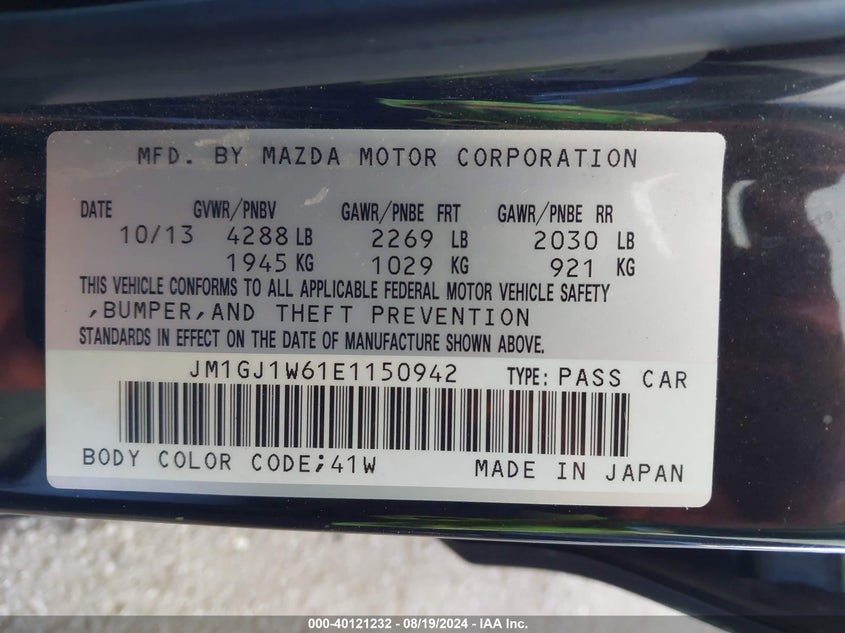 MFD. BY MAZDA MOTOR CORPORATION
DATE GVWR/PNBV GAWR/PNBE FRT GAWR/PNBE RR
10/13 4288 LB 2269 LB 2030 LB
1945 KG 1029 KG 921 KG
THIS VEHICLE CONFORMS TO ALL APPLICABLE FEDERAL MOTOR VEHICLE SAFETY
,BUMPER,AND THEFT PREVENTION
STANDARDS IN EFFECT ON THE DATE OF MANUFACTURE SHOWN ABOVE.
JM1GJ1W61E1150942 TYPE: PASS CAR
BODY COLOR CODE;41W MADE IN JAPAN
000-40121232 - 08/19/2024 - IAA Inc.